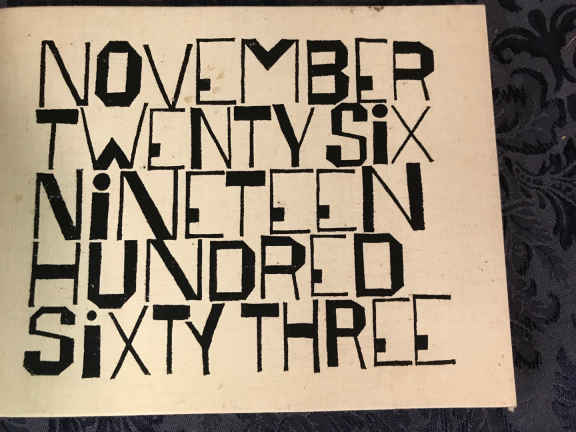 NOVEMBER
TWENTY SiX
NiNETEEN
HUNDRED
SiXTY THREE